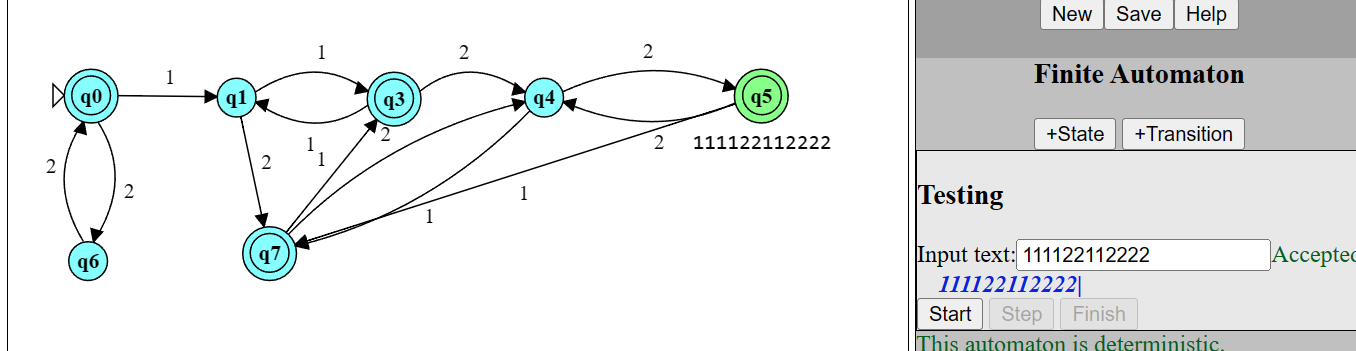 New Save Help
Finite Automaton
+State +Transition
Testing
Input text: 111122112222 Accepted
111122112222|
Start Step Finish
This automaton is deterministic.
1
1
2
2
q0
q1
q3
q4
q5
2
1
2
111122112222
2
2
2
1
1
1
1
q6
q7